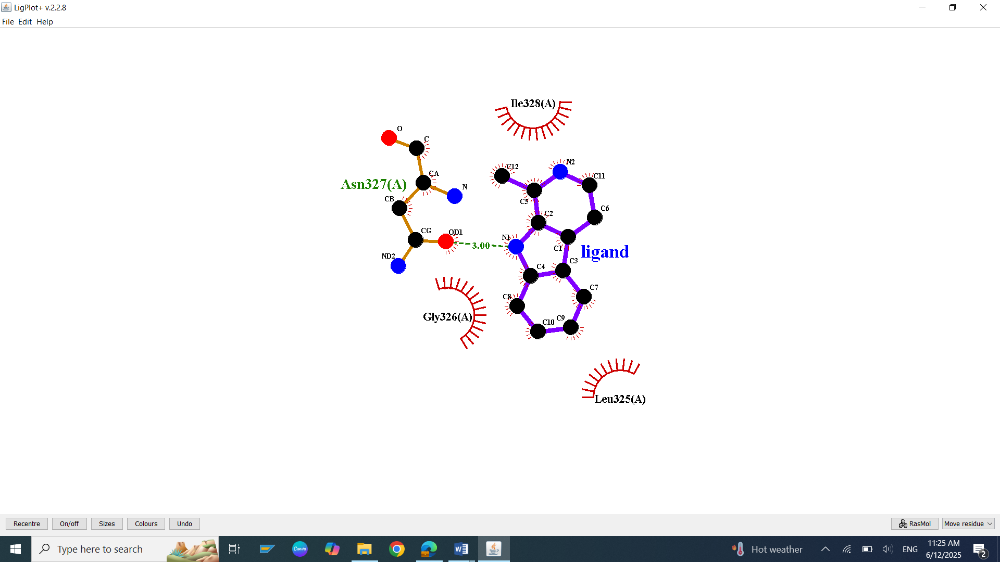 LigPlot+ v.2.2.8
File Edit Help
Ile328(A)
O
C
CA
N
Asn327(A)
CB
CG
OD1
ND2
3.00
C12
N2
C11
C5
C2
C6
N1
C1
ligand
C3
C4
C7
C8
C9
C10
Gly326(A)
Leu325(A)
Recentre On/off Sizes Colours Undo RasMol Move residue
Type here to search
Canva
Hot weather
ENG
11:25 AM
6/12/2025
2